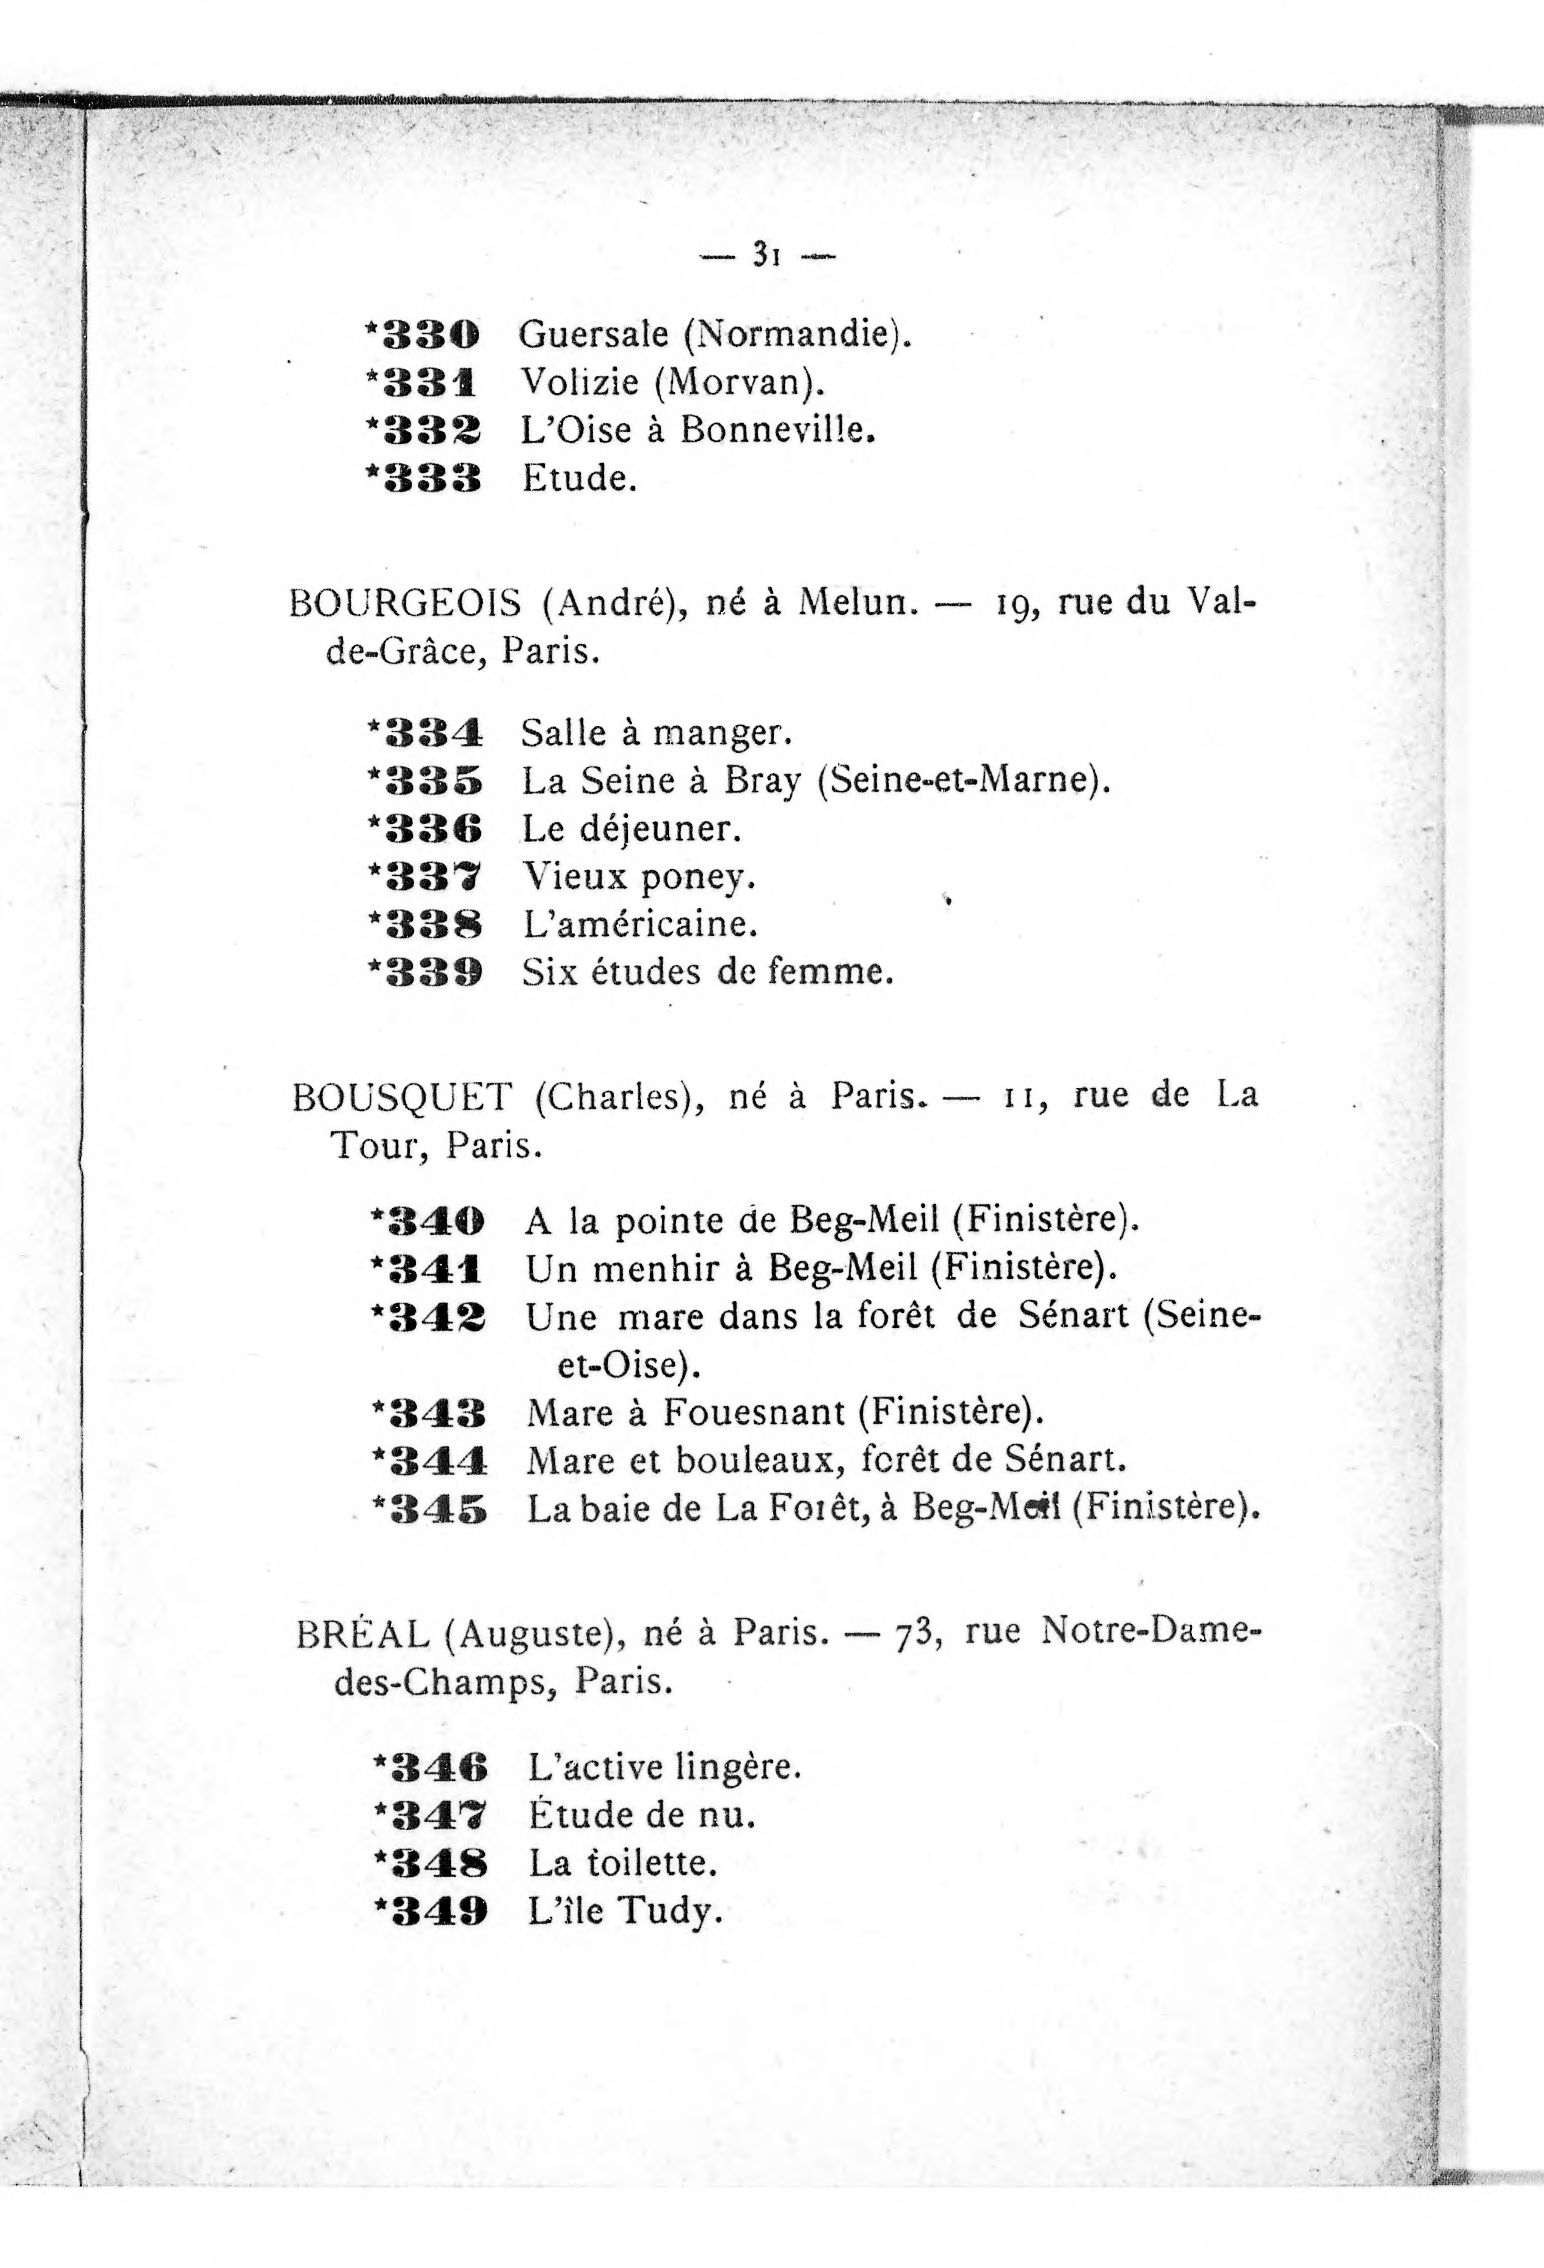 — 31 —
*330 Guersale (Normandie).
*331 Volizie (Morvan).
*332 L'Oise à Bonneville.
*333 Etude.
BOURGEOIS (André), né à Melun. — 19, rue du Val-
de-Grâce, Paris.
*334 Salle à manger.
*335 La Seine à Bray (Seine-et-Marne).
*336 Le déjeuner.
*337 Vieux poney.
*338 L'américaine.
*339 Six études de femme.
BOUSQUET (Charles), né à Paris. — 11, rue de La
Tour, Paris.
*340 A la pointe de Beg-Meil (Finistère).
*341 Un menhir à Beg-Meil (Finistère).
*342 Une mare dans la forêt de Sénart (Seine-
et-Oise).
*343 Mare à Fouesnant (Finistère).
*344 Mare et bouleaux, forêt de Sénart.
*345 La baie de La Forêt, à Beg-Meil (Finistère).
BRÉAL (Auguste), né à Paris. — 73, rue Notre-Dame-
des-Champs, Paris.
*346 L'active lingère.
*347 Étude de nu.
*348 La toilette.
*349 L'île Tudy.